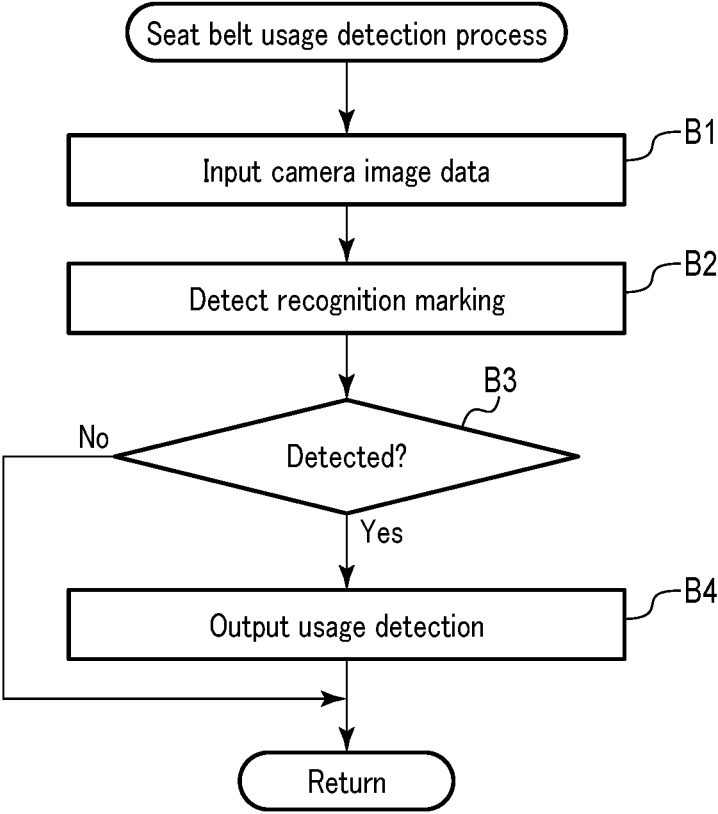 Seat belt usage detection process
B1
Input camera image data
B2
Detect recognition marking
B3
No
Detected?
Yes
B4
Output usage detection
Return